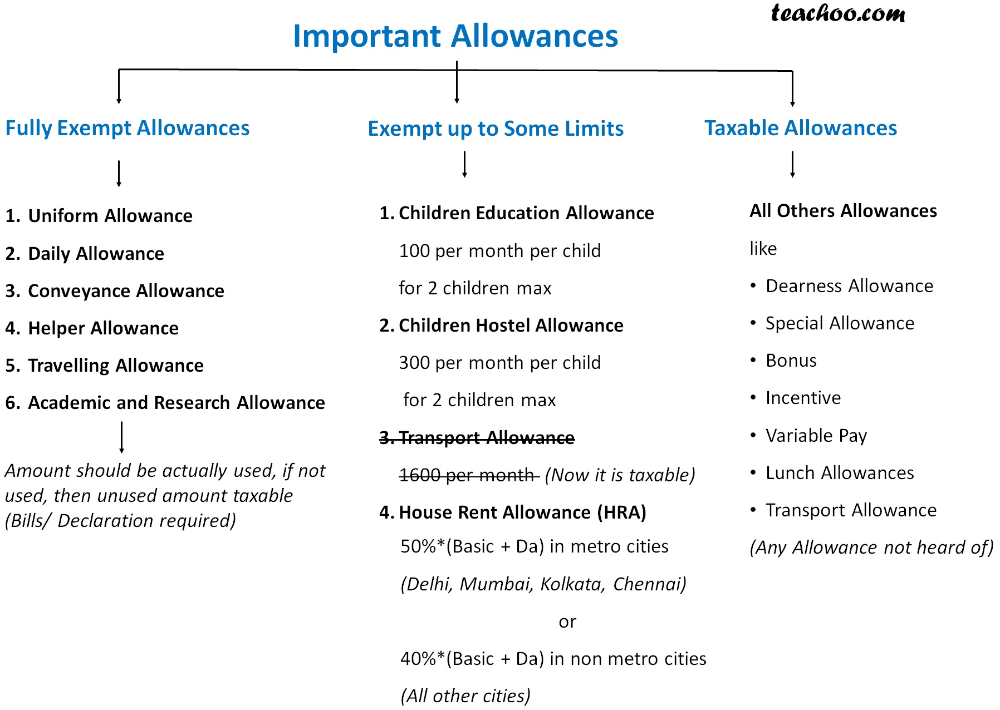 teachoo.com
Important Allowances
Fully Exempt Allowances
1. Uniform Allowance
2. Daily Allowance
3. Conveyance Allowance
4. Helper Allowance
5. Travelling Allowance
6. Academic and Research Allowance
Amount should be actually used, if not
used, then unused amount taxable
(Bills/ Declaration required)
Exempt up to Some Limits
1. Children Education Allowance
100 per month per child
for 2 children max
2. Children Hostel Allowance
300 per month per child
for 2 children max
3. Transport Allowance
1600 per month (Now it is taxable)
4. House Rent Allowance (HRA)
50%*(Basic + Da) in metro cities
(Delhi, Mumbai, Kolkata, Chennai)
or
40%*(Basic + Da) in non metro cities
(All other cities)
Taxable Allowances
All Others Allowances
like
• Dearness Allowance
• Special Allowance
• Bonus
• Incentive
• Variable Pay
• Lunch Allowances
• Transport Allowance
(Any Allowance not heard of)